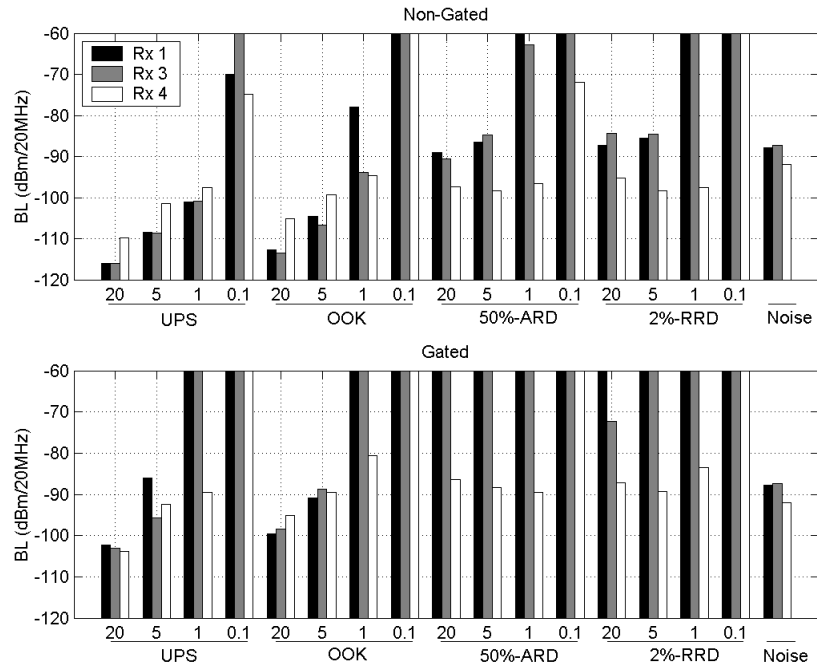 Non-Gated
Rx 1
Rx 3
Rx 4
BL (dBm/20MHz)
-60
-70
-80
-90
-100
-110
-120
20 5 1 0.1 20 5 1 0.1 20 5 1 0.1 20 5 1 0.1
UPS OOK 50%-ARD 2%-RRD Noise
Gated
BL (dBm/20MHz)
-60
-70
-80
-90
-100
-110
-120
20 5 1 0.1 20 5 1 0.1 20 5 1 0.1 20 5 1 0.1
UPS OOK 50%-ARD 2%-RRD Noise